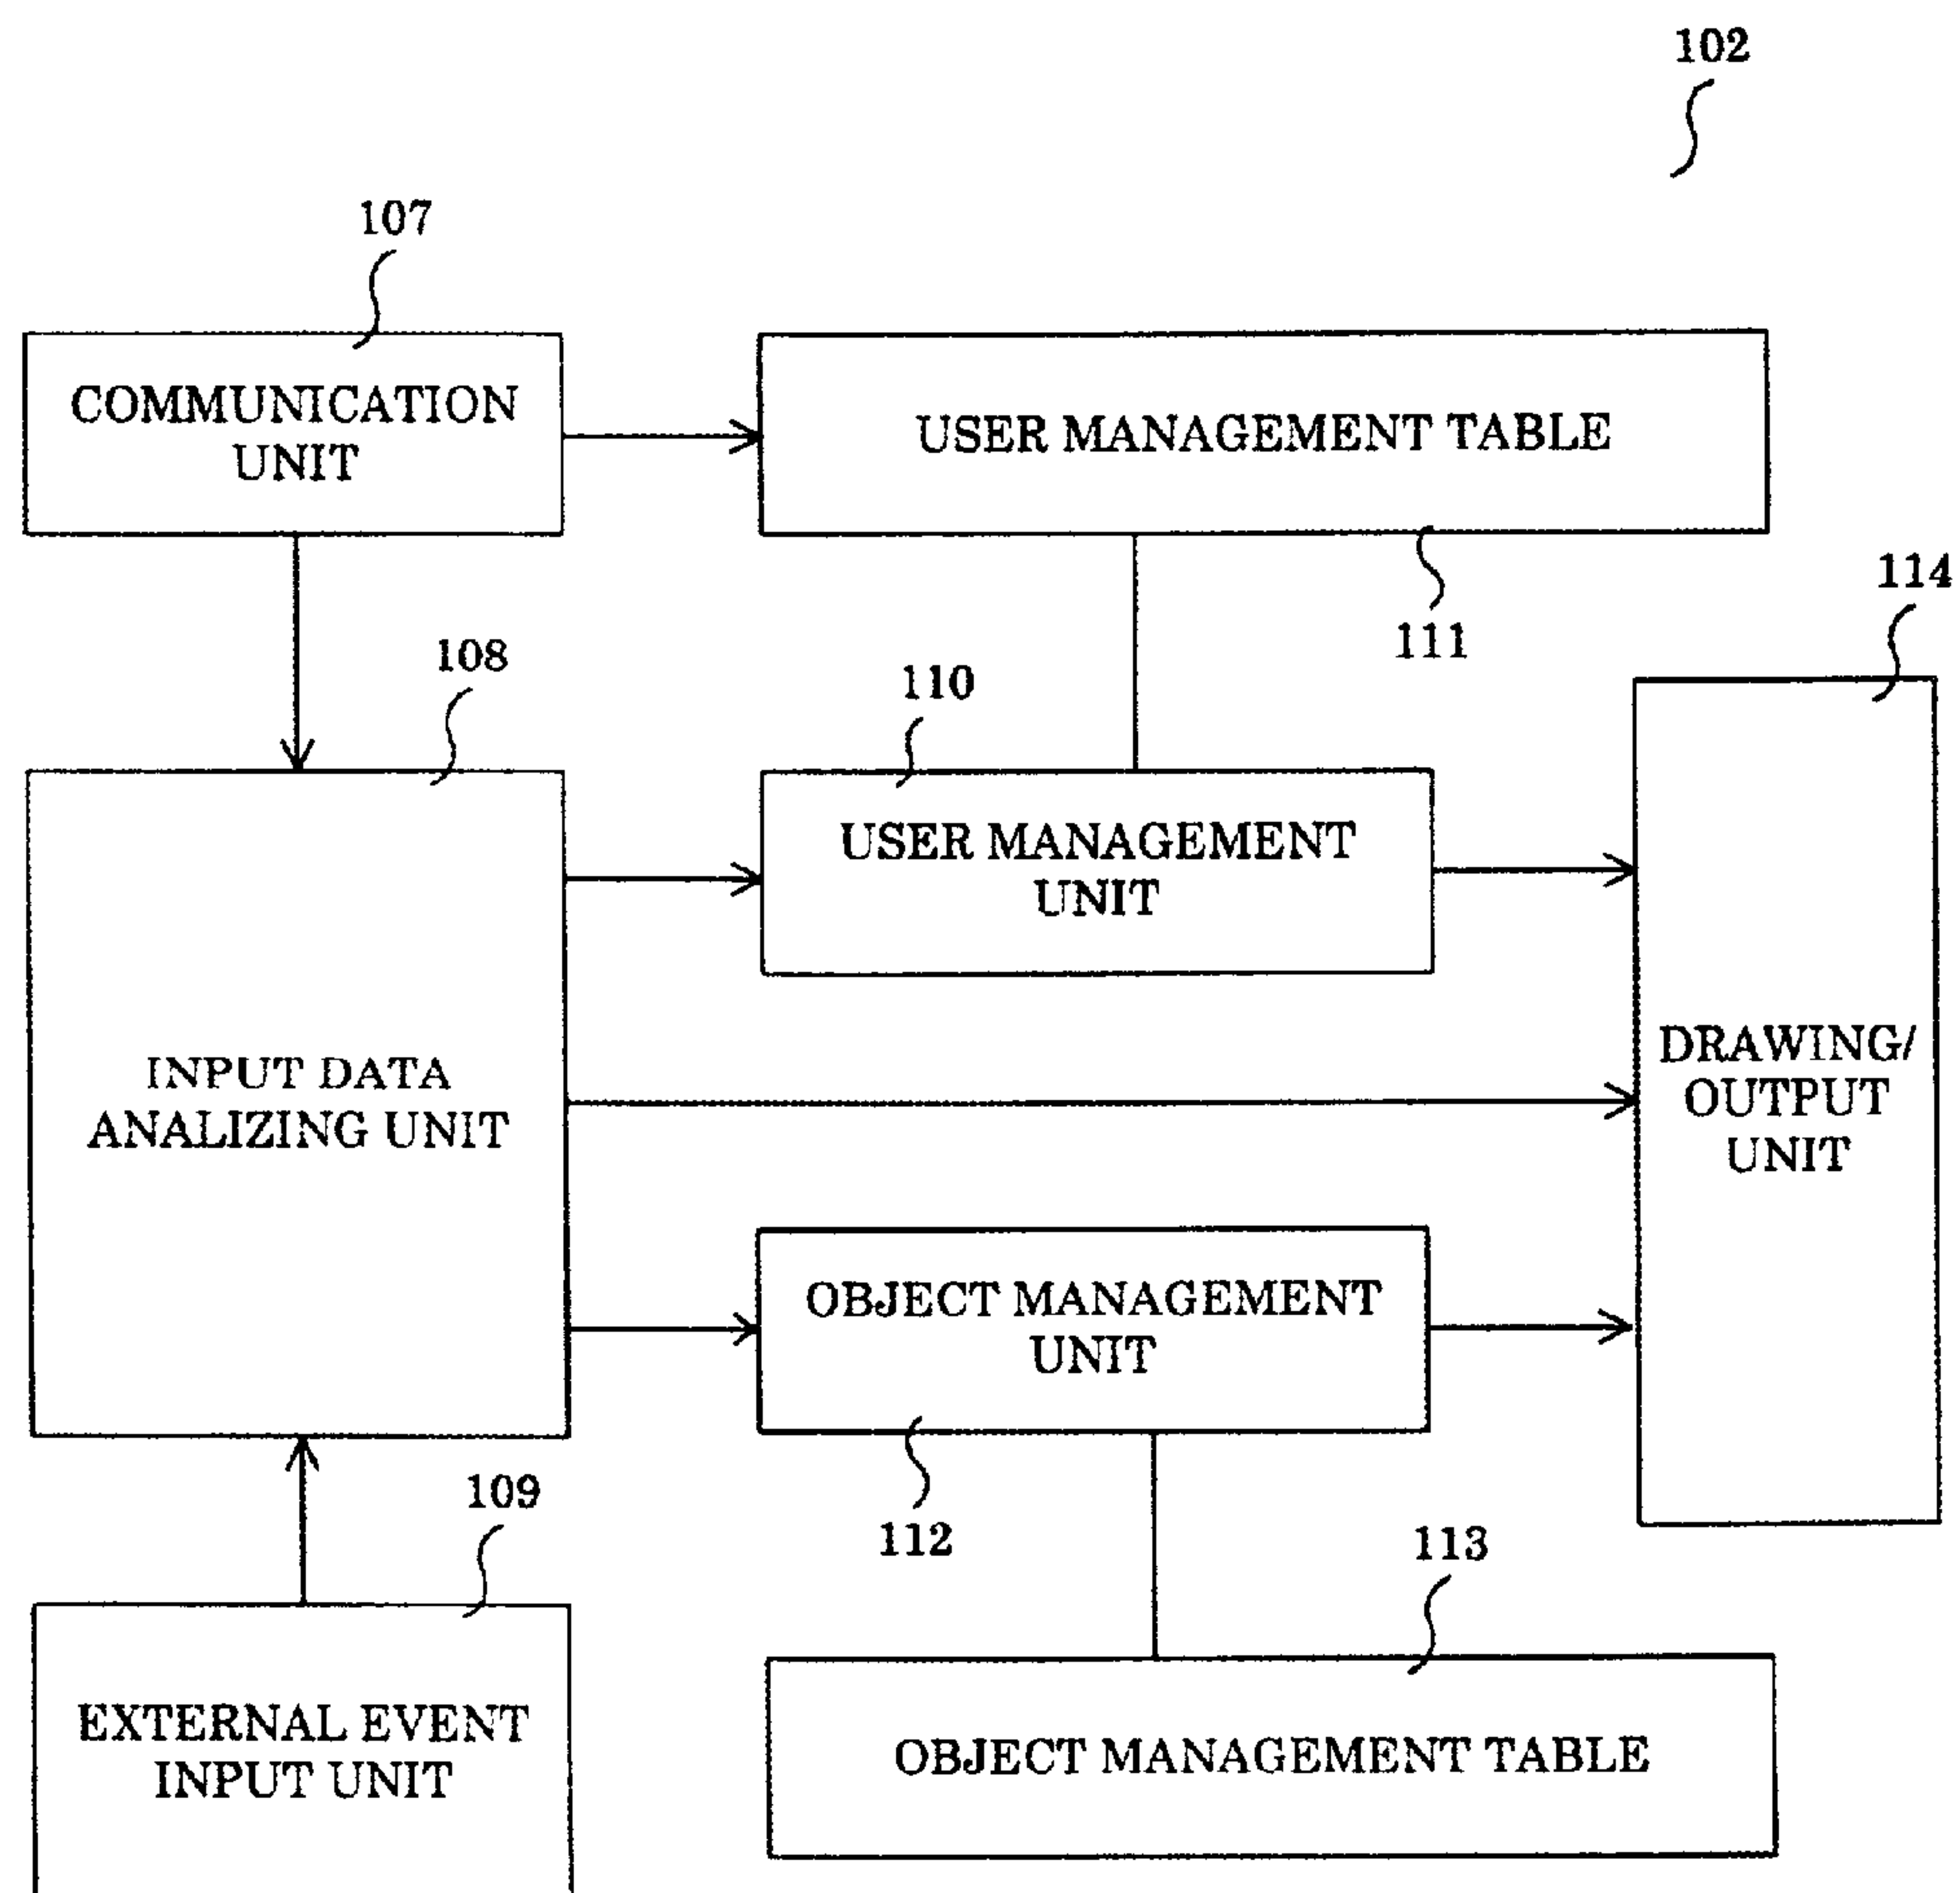 102
107
COMMUNICATION
UNIT
USER MANAGEMENT TABLE
111
114
108
110
USER MANAGEMENT
UNIT
INPUT DATA
ANALIZING UNIT
DRAWING/
OUTPUT
UNIT
OBJECT MANAGEMENT
UNIT
112
109
113
EXTERNAL EVENT
INPUT UNIT
OBJECT MANAGEMENT TABLE